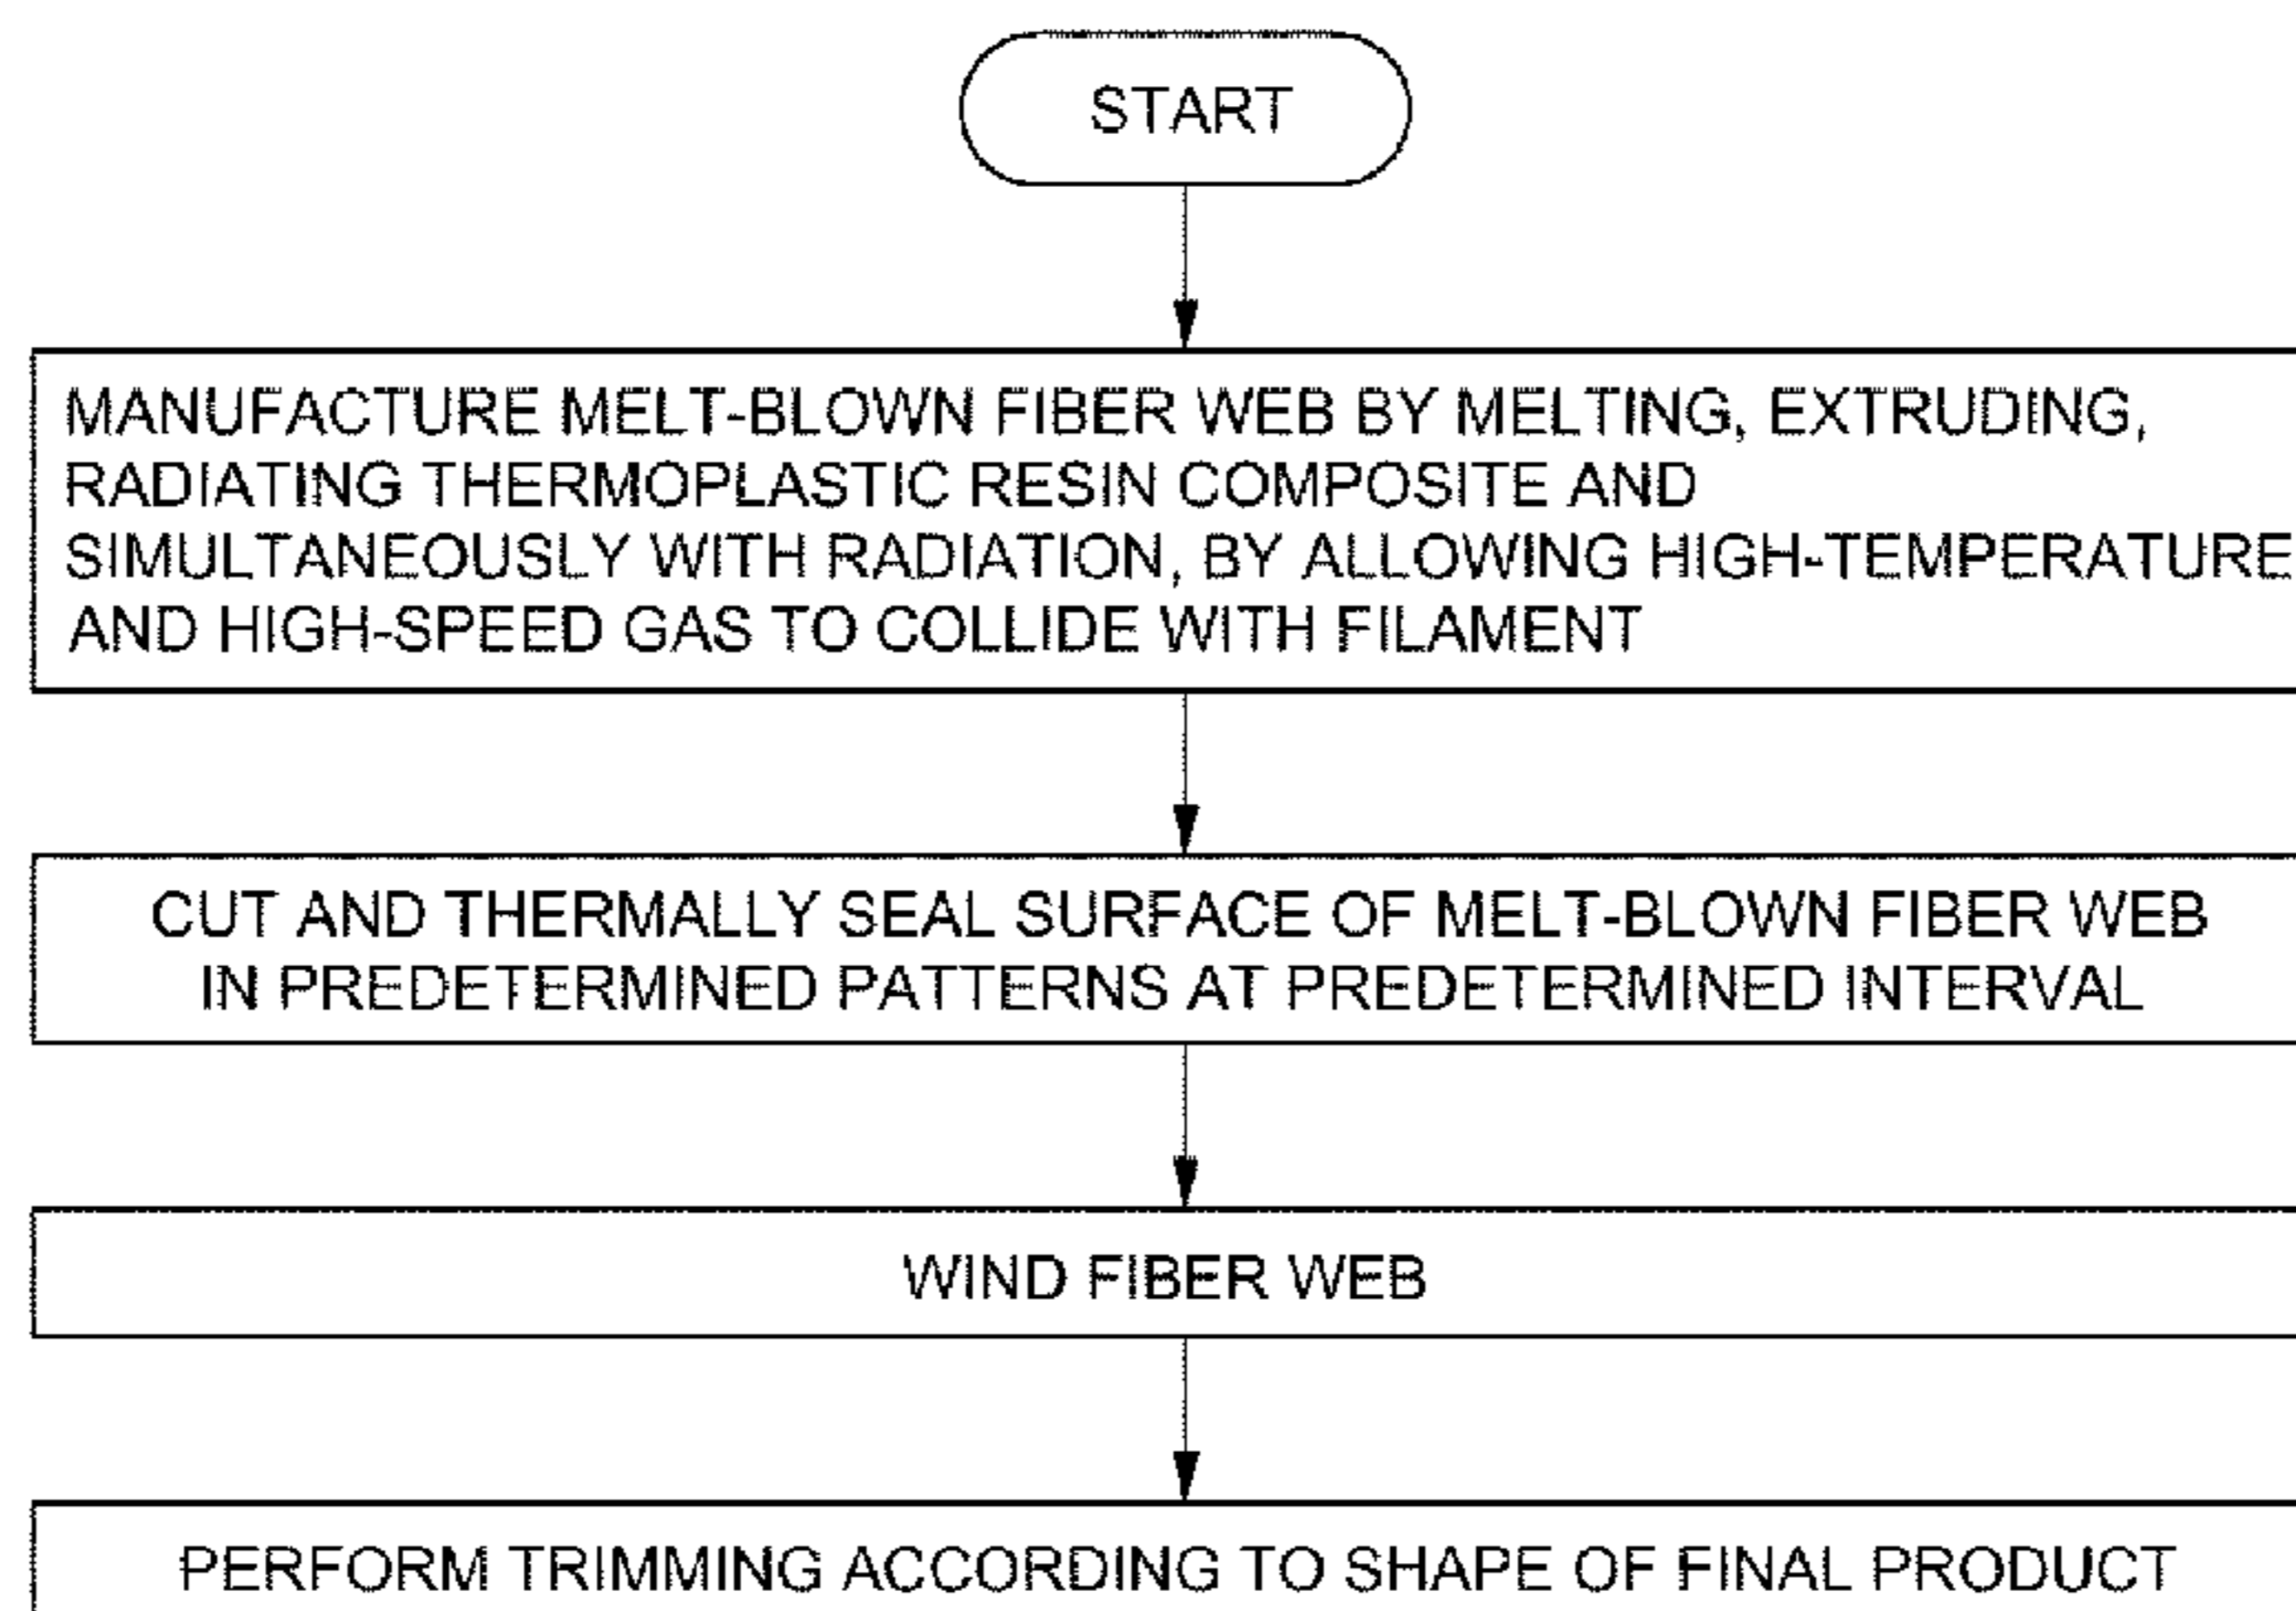 START
MANUFACTURE MELT-BLOWN FIBER WEB BY MELTING, EXTRUDING,
RADIATING THERMOPLASTIC RESIN COMPOSITE AND
SIMULTANEOUSLY WITH RADIATION, BY ALLOWING HIGH-TEMPERATURE
AND HIGH-SPEED GAS TO COLLIDE WITH FILAMENT
CUT AND THERMALLY SEAL SURFACE OF MELT-BLOWN FIBER WEB
IN PREDETERMINED PATTERNS AT PREDETERMINED INTERVAL
WIND FIBER WEB
PERFORM TRIMMING ACCORDING TO SHAPE OF FINAL PRODUCT